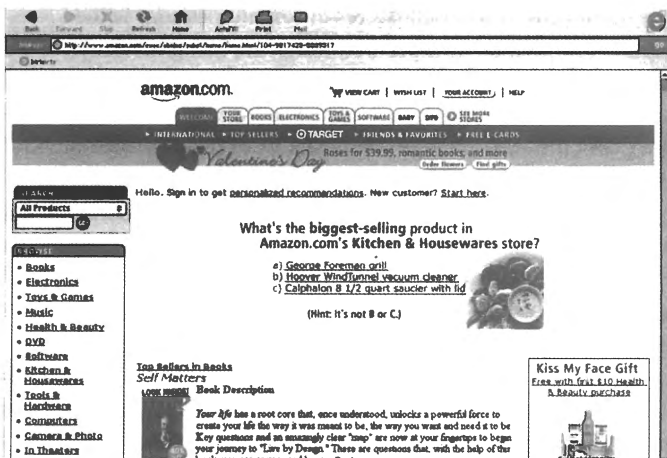 Back Forward Stop Refresh Home AutoFill Print Mail
amazon.com.
VIEW CART | WISH LIST | YOUR ACCOUNT | HELP
WELCOME YOUR STORE BOOKS ELECTRONICS TOYS & GAMES SOFTWARE BABY DVD SEE MORE STORES
INTERNATIONAL TOP SELLERS TARGET FRIENDS & FAVORITES FREE E-CARDS
Valentine's Day Roses for $39.99, romantic books, and more
Order flowers Find gifts
SEARCH
All Products
BROWSE
• Books
• Electronics
• Toys & Games
• Music
• Health & Beauty
• DVD
• Software
• Kitchen &
Housewares
• Tools &
Hardware
• Computers
• Camera & Photo
• In Theaters
Hello. Sign in to get personalized recommendations. New customer? Start here.
What's the biggest-selling product in
Amazon.com's Kitchen & Housewares store?
a) George Foreman grill
b) Hoover WindTunnel vacuum cleaner
c) Calphalon 8 1/2 quart saucier with lid
(Hint: It's not B or C.)
Top Sellers in Books
Self Matters
LOOK INSIDE!
Book Description
Your life has a root core that, once understood, unlocks a powerful force to
create your life the way it was meant to be, the way you want and need it to be
Key questions and an amazingly clear "map" are now at your fingertips to begin
your journey to "Live by Design." These are questions that, with the help of this
Kiss My Face Gift
Free with first $10 Health
& Beauty purchase